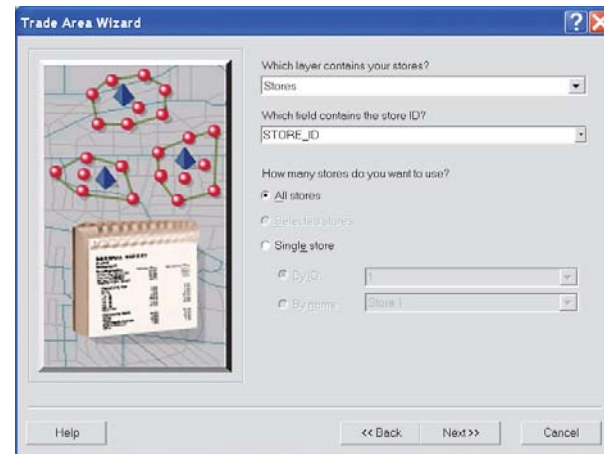 Trade Area Wizard
Which layer contains your stores?
Stores
Which field contains the store ID?
STORE_ID
How many stores do you want to use?
All stores
Selected stores
Single store
By ID:
1
By name:
Store 1
Help
<< Back
Next >>
Cancel